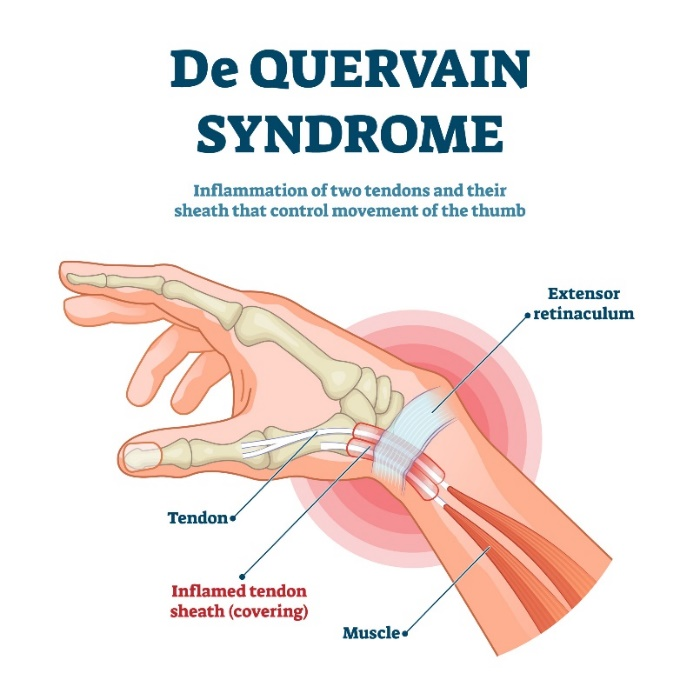 De QUERVAIN
SYNDROME
Inflammation of two tendons and their
sheath that control movement of the thumb
Extensor
retinaculum
Tendon
Inflamed tendon
sheath (covering)
Muscle